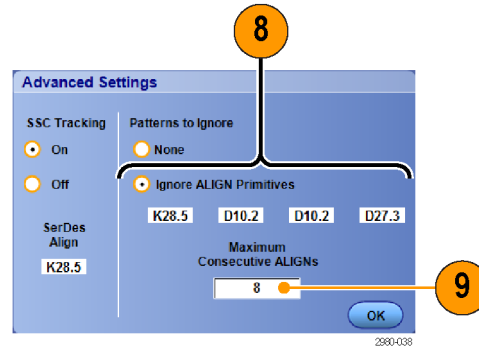 8
Advanced Settings
SSC Tracking
On
Off
SerDes
Align
K28.5
Patterns to Ignore
None
Ignore ALIGN Primitives
K28.5 D10.2 D10.2 D27.3
Maximum
Consecutive ALIGNs
8
9
OK
2980-038